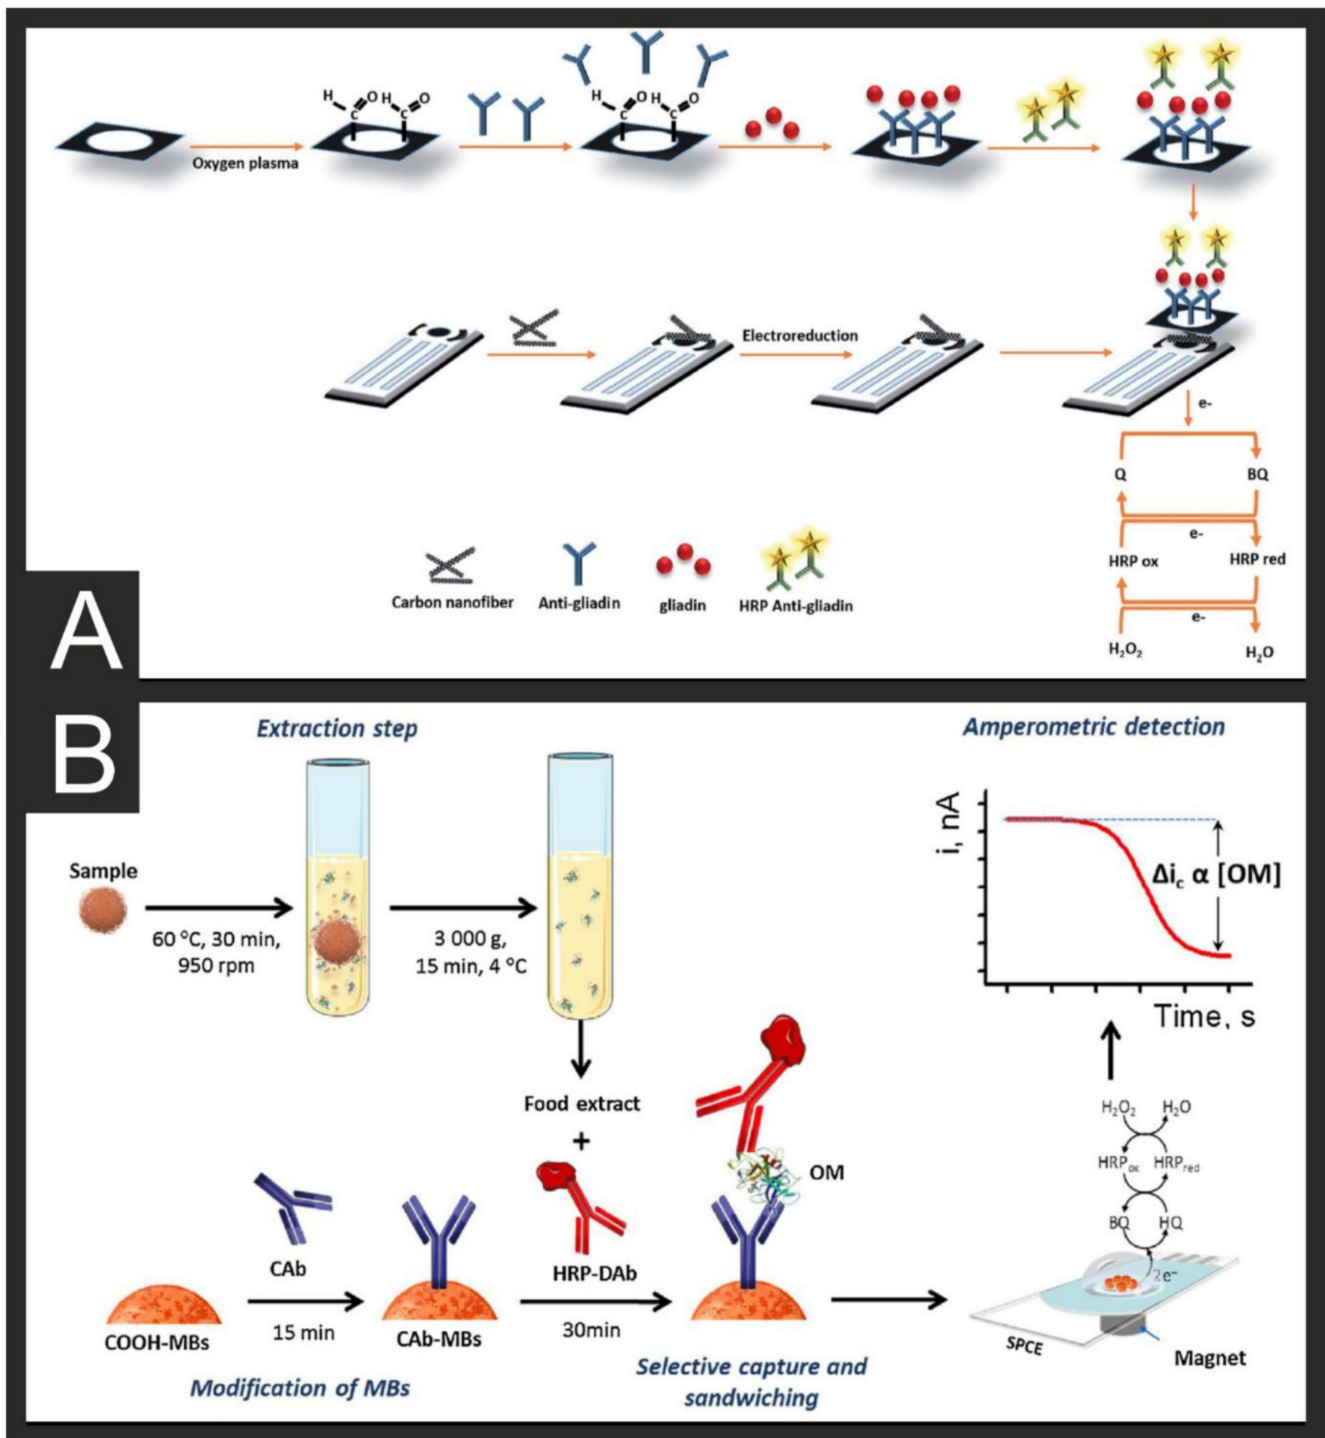 H
O
H
O
C
C
H
O
H
O
C
C
Oxygen plasma
Electroreduction
e-
Q
BQ
e-
HRP ox
HRP red
e-
H₂O₂
H₂O
Carbon nanofiber
Anti-gliadin
gliadin
HRP Anti-gliadin
A
B
Extraction step
Amperometric detection
Sample
60 °C, 30 min,
950 rpm
3 000 g,
15 min, 4 °C
i, nA
Δi꜀ α [OM]
Time, s
Food extract
+
CAb
HRP-DAb
OM
COOH-MBs
15 min
CAb-MBs
30min
Modification of MBs
Selective capture and
sandwiching
H₂O₂
H₂O
HRPox
HRPred
BQ
HQ
2e⁻
SPCE
Magnet